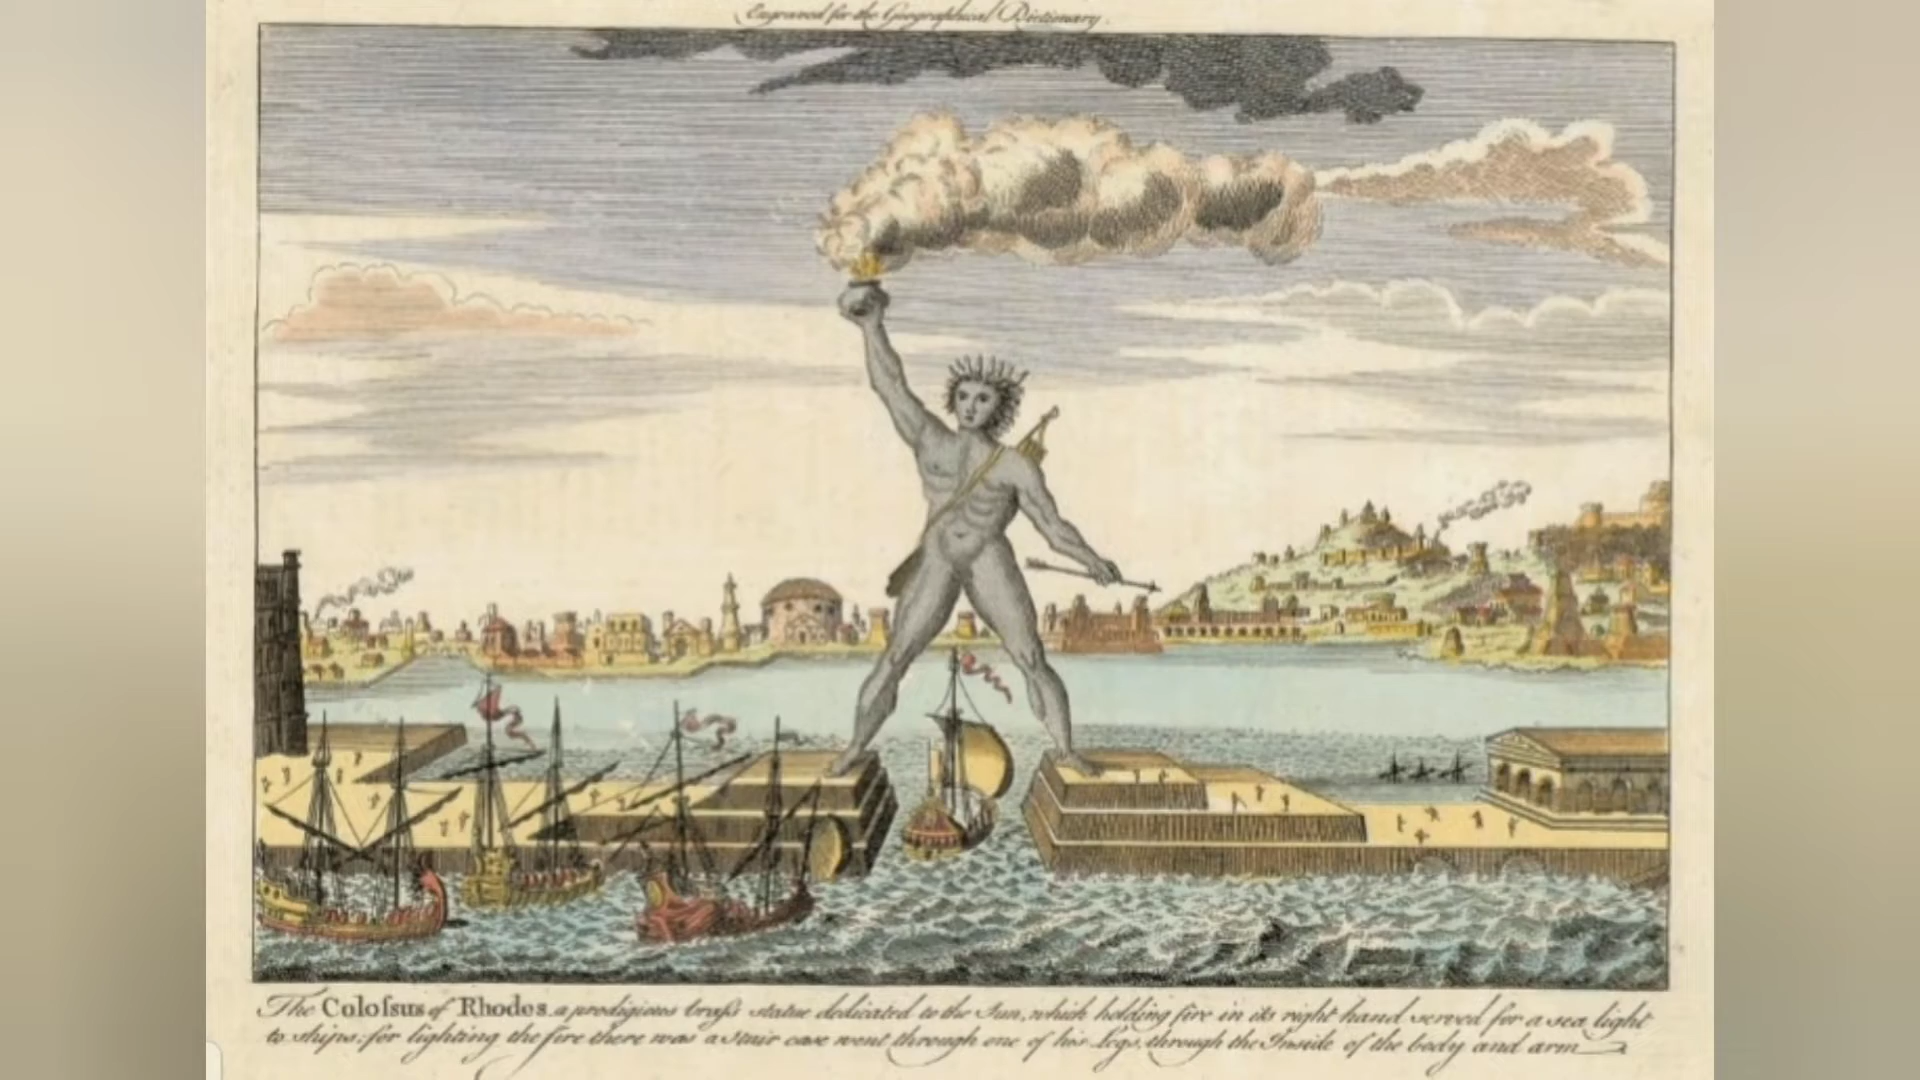 Engraved for the Geographical Dictionary.
The Coloſsus of Rhodes. a prodigious braſs statue dedicated to the Sun, which holding fire in its right hand served for a sea light
to ships; for lighting the fire there was a stair case went through one of his legs, through the Inside of the body and arm